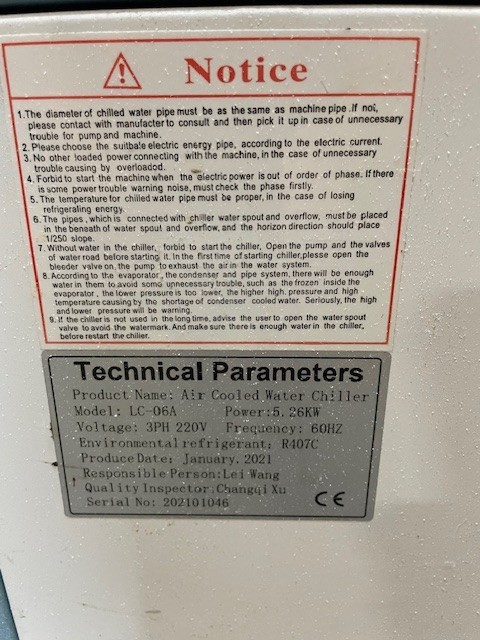 Notice
1.The diameter of chilled water pipe must be as the same as machine pipe .If not,
please contact with manufacter to consult and then pick it up in case of unnecessary
trouble for pump and machine.
2. Please choose the suitbale electric energy pipe, according to the electric current.
3. No other loaded power connecting with the machine, in the case of unnecessary
trouble causing by overloaocd.
4. Forbid to start the machine when the electric power is out of order of phase. If there
is some power trouble warning noise, must check the phase firstly.
5. The temperature for chilled water pipe must be proper, in the case of losing
refrigeraling energy.
6. The pipes , which is connected with chiller water spout and overflow, must be placed
in the beneath of water spout and overflow, and the horizon direction should place
1/250 slope.
7. Without water in the chiller, forbid to start the chiller, Open the pump and the valves
of water road before starting it. In the first time of starting chiller,plesse open the
bleeder valve on, the pump to exhaust the air in the water system.
8. According to the evaporator, the condenser and pipe system, there will be enough
water in them to avoid some upnecessary trouble, such as the frozen inside the
evaporator , the lower pressure is too lower, the higher high. pressure and high
temperature causing by the shortage of condenser cooled water. Seriously, the high
and lower pressure will be warning.
9. If the chiller is not used in the long time, advise the user to open the water spout
valve to avoid the watermark. And make sure there is enough water in the chiller,
before restart the chiller.
Technical Parameters
Product Name: Air Cooled Water Chiller
Model: LC-06A Power:5.26KW
Voltage: 3PH 220V Frequency: 60HZ
Environmental refrigerant: R407C
Produce Date: January. 2021
Responsible Person:Lei Wang
Quality Inspector:Changqi Xu
Serial No: 202101046 CE